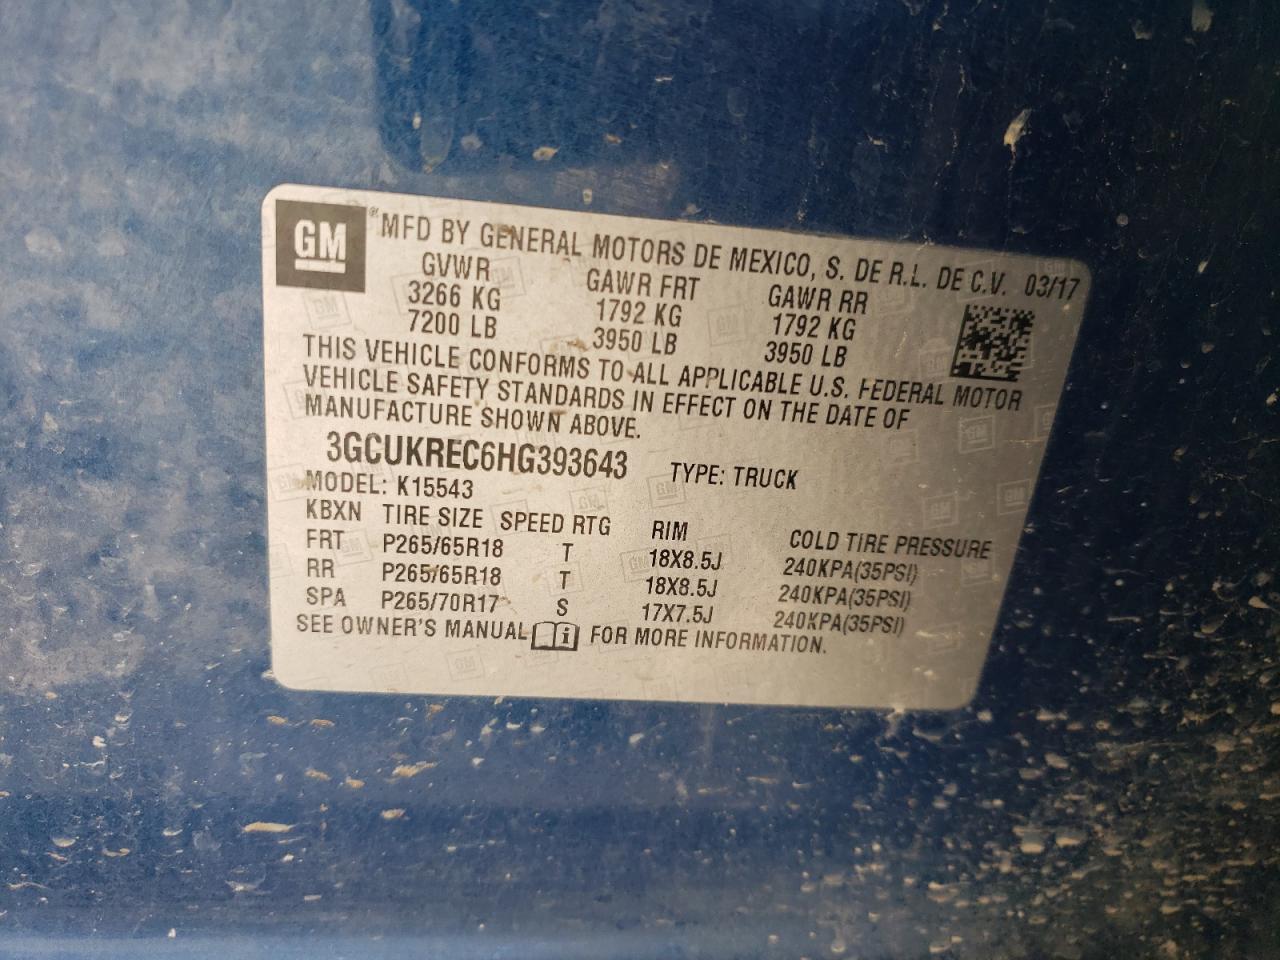 GM ® MFD BY GENERAL MOTORS DE MEXICO, S. DE R.L. DE C.V. 03/17
GVWR GAWR FRT GAWR RR
3266 KG 1792 KG 1792 KG
7200 LB 3950 LB 3950 LB
THIS VEHICLE CONFORMS TO ALL APPLICABLE U.S. FEDERAL MOTOR
VEHICLE SAFETY STANDARDS IN EFFECT ON THE DATE OF
MANUFACTURE SHOWN ABOVE.
3GCUKREC6HG393643 TYPE: TRUCK
MODEL: K15543
KBXN TIRE SIZE SPEED RTG RIM COLD TIRE PRESSURE
FRT P265/65R18 T 18X8.5J 240KPA(35PSI)
RR P265/65R18 T 18X8.5J 240KPA(35PSI)
SPA P265/70R17 S 17X7.5J 240KPA(35PSI)
SEE OWNER'S MANUAL i FOR MORE INFORMATION.